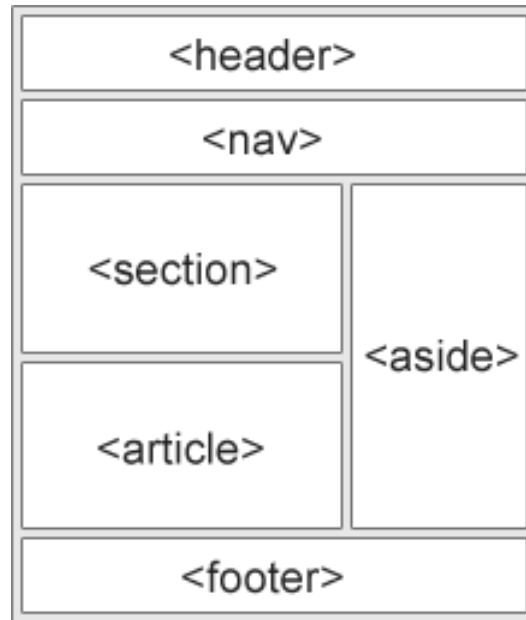 <header>
<nav>
<section>
<aside>
<article>
<footer>